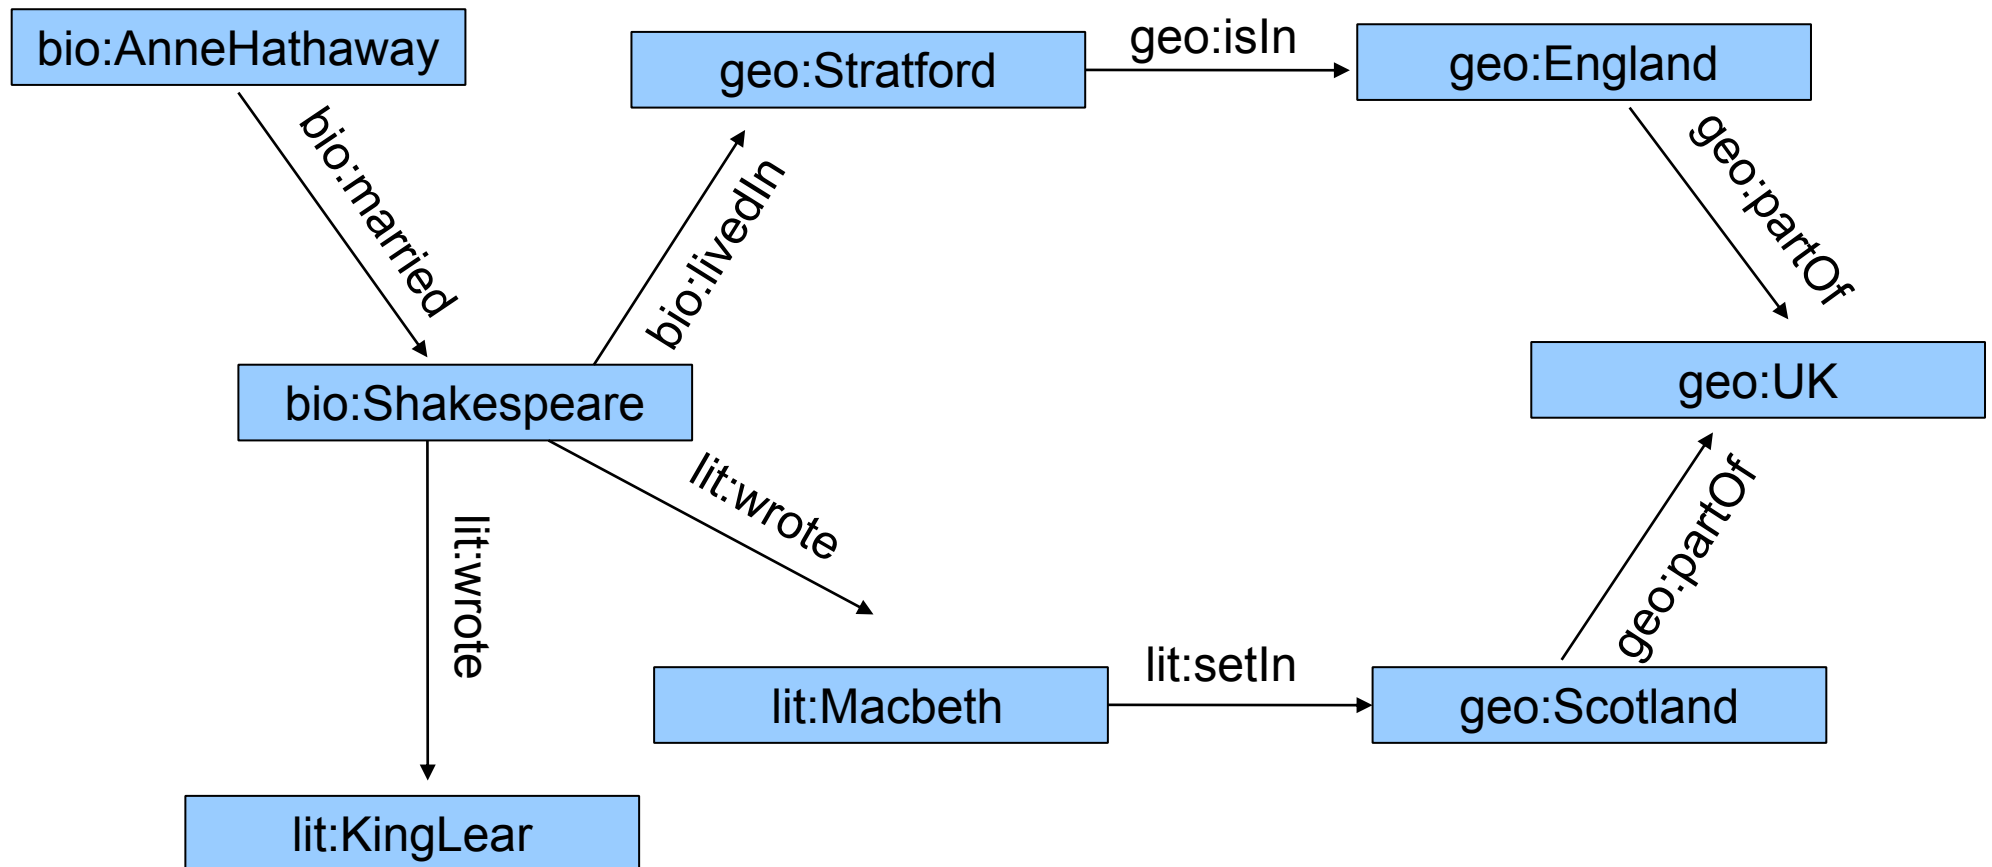 bio:AnneHathaway
geo:Stratford
geo:isIn
geo:England
bio:married
bio:livedIn
geo:partOf
bio:Shakespeare
geo:UK
lit:wrote
lit:wrote
geo:partOf
lit:Macbeth
lit:setIn
geo:Scotland
lit:KingLear